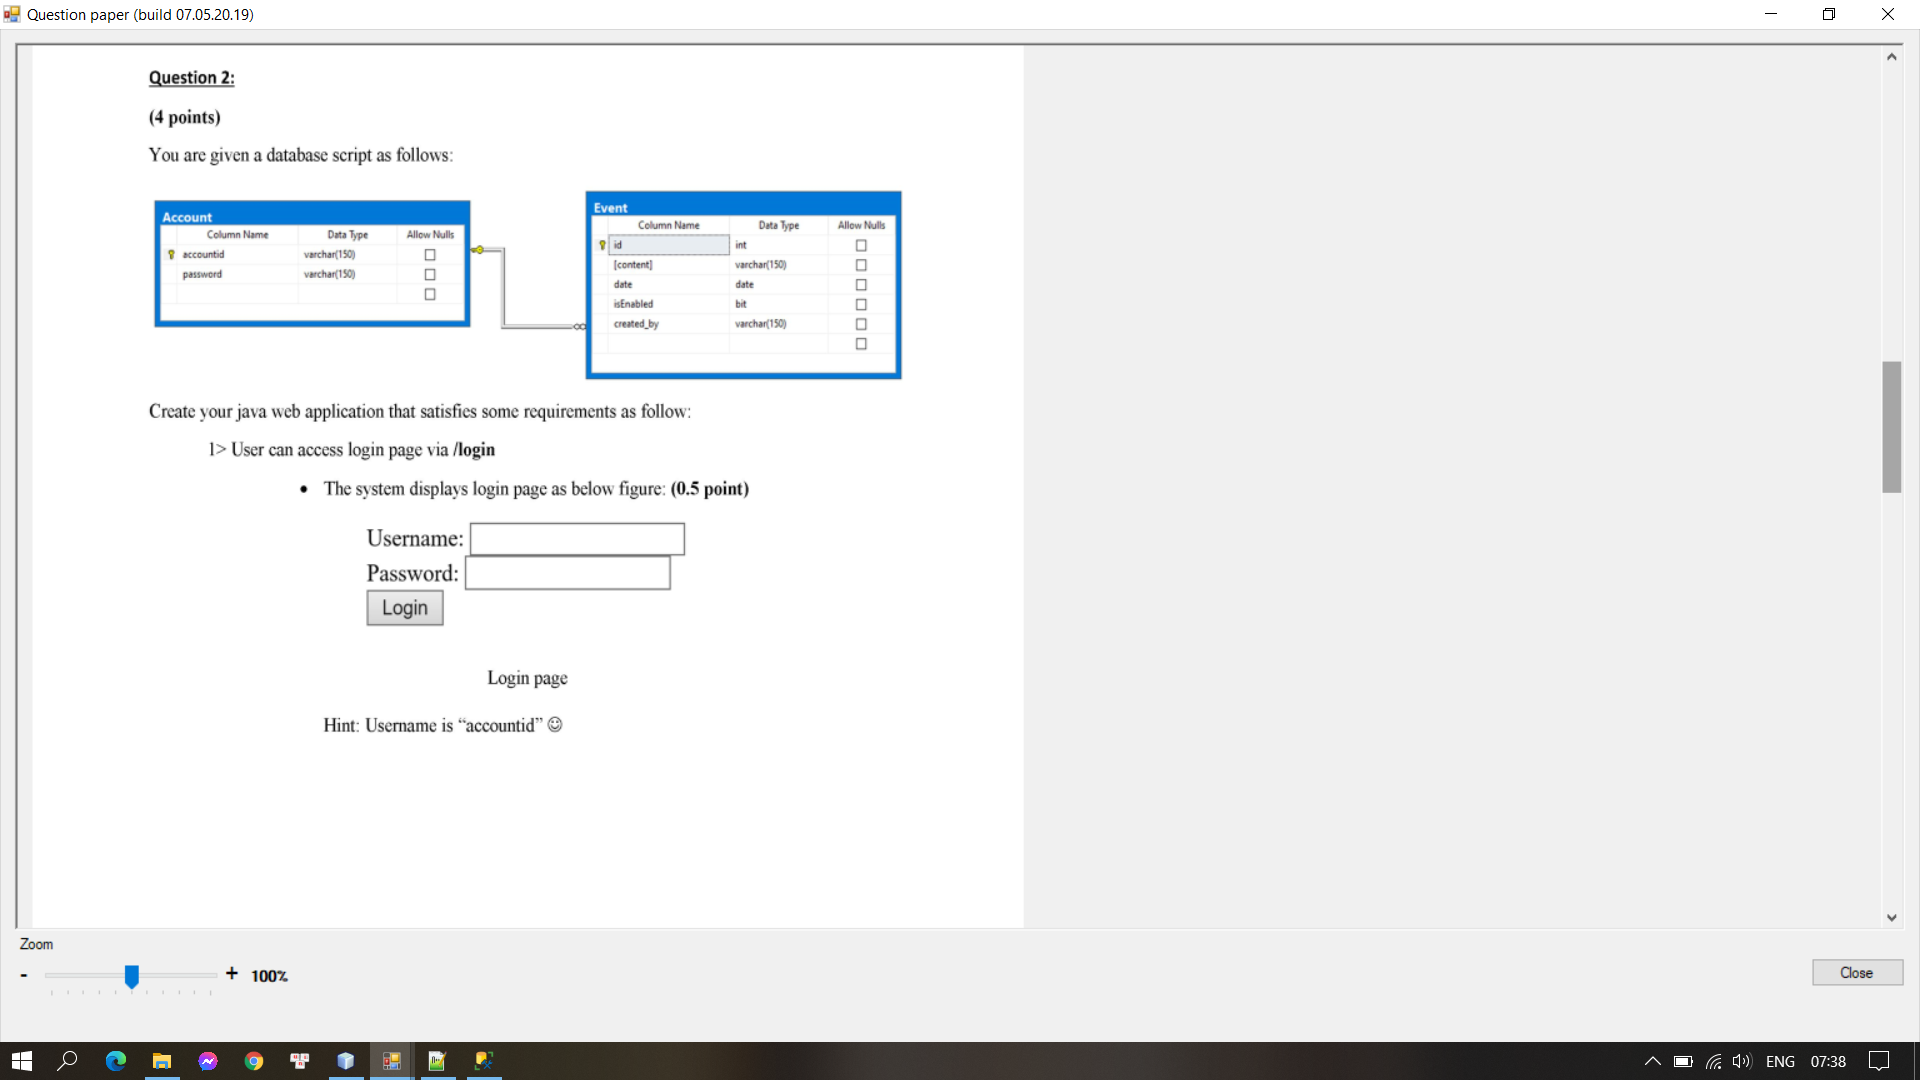 Question paper (build 07.05.20.19)
Question 2:
(4 points)
You are given a database script as follows:
Account
Column Name Data Type Allow Nulls
accountid varchar(150)
password varchar(150)
Event
Column Name Data Type Allow Nulls
id int
[content] varchar(150)
date date
isEnabled bit
created_by varchar(150)
Create your java web application that satisfies some requirements as follow:
1> User can access login page via /login
• The system displays login page as below figure: (0.5 point)
Username:
Password:
Login
Login page
Hint: Username is “accountid” ☺
Zoom
- + 100%
Close
ENG 07:38